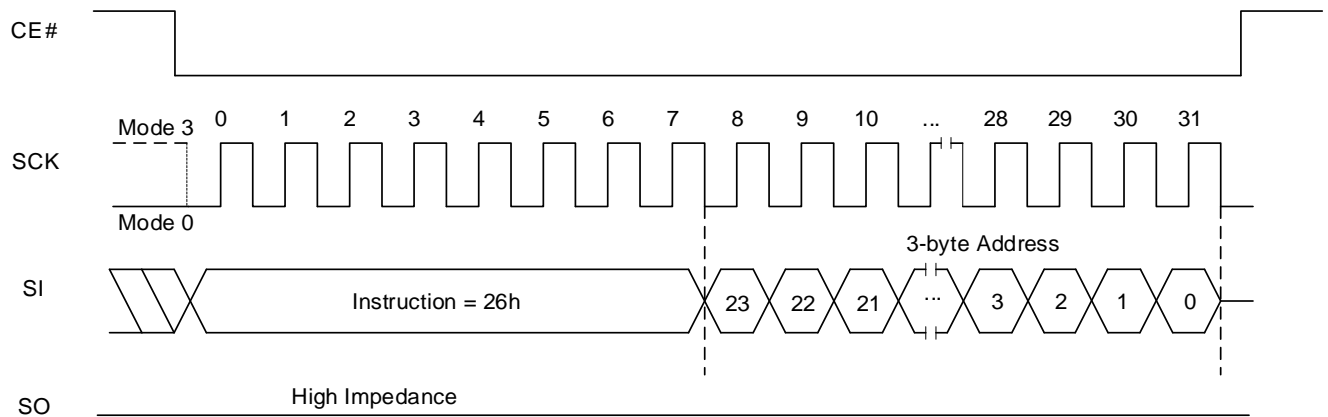 CE#
Mode 3
0 1 2 3 4 5 6 7 8 9 10 ... 28 29 30 31
SCK
Mode 0
3-byte Address
SI
Instruction = 26h
23 22 21 ... 3 2 1 0
High Impedance
SO